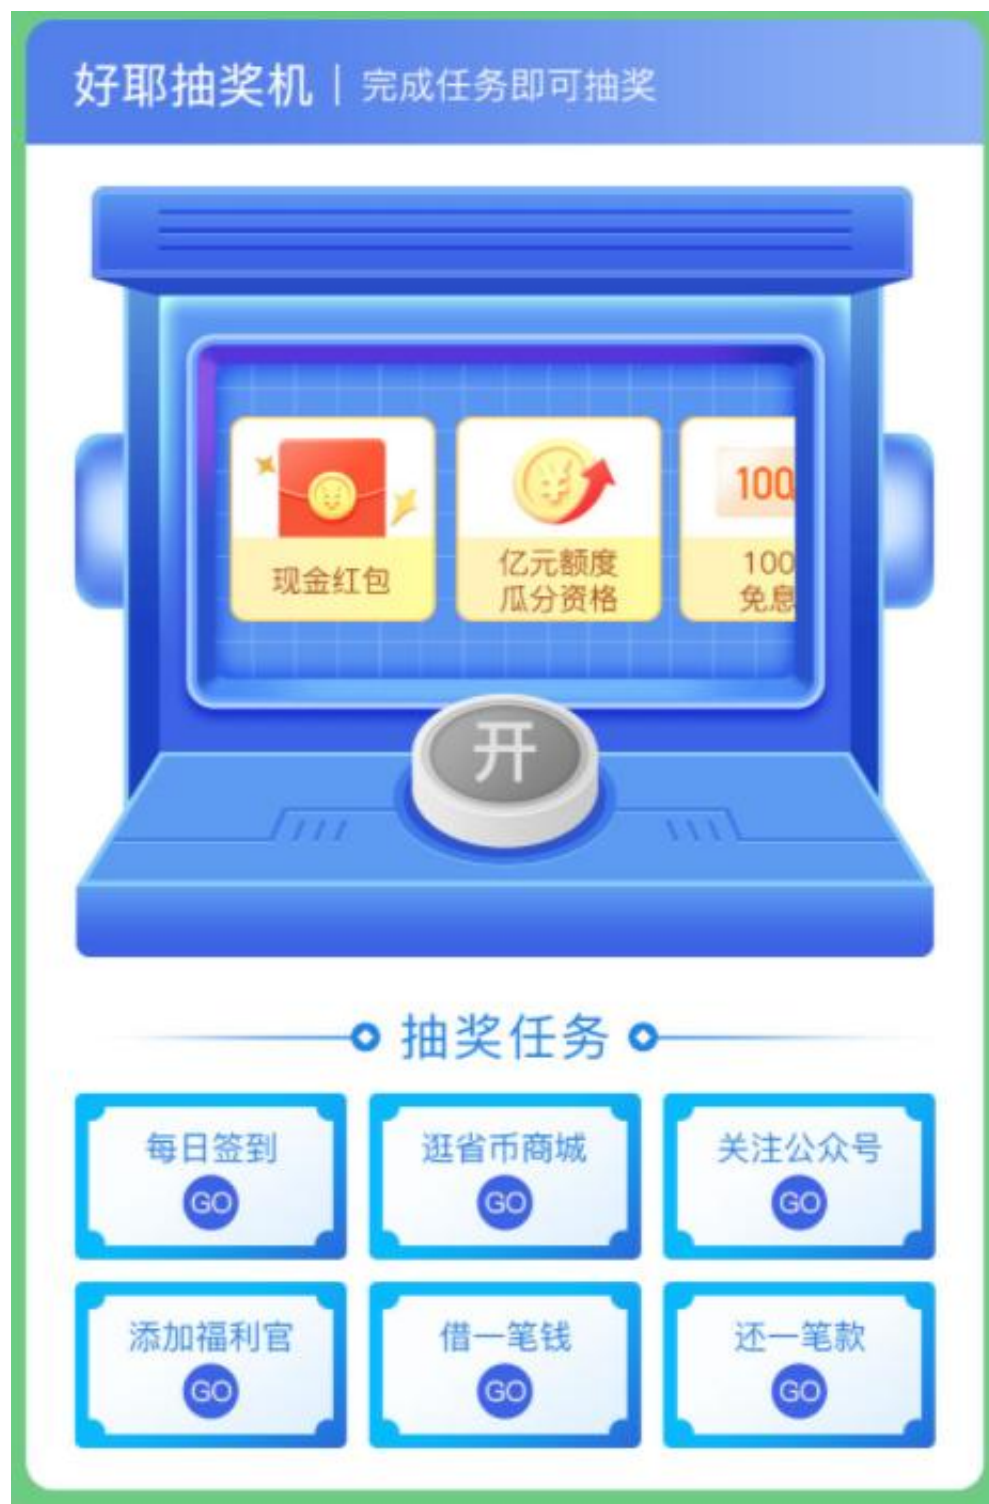 好耶抽奖机 | 完成任务即可抽奖
100
现金红包
亿元额度
瓜分资格
100
免息
开
抽奖任务
每日签到
逛省币商城
关注公众号
GO
GO
GO
添加福利官
借一笔钱
还一笔款
GO
GO
GO